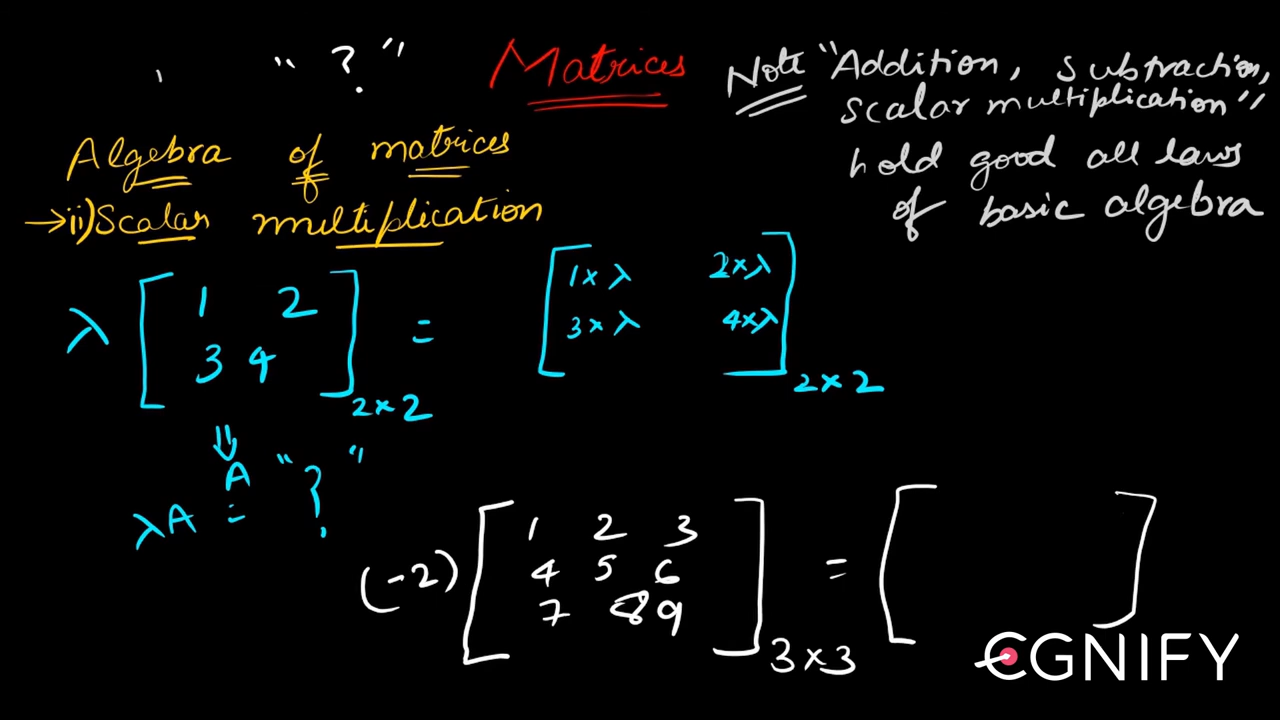 , " ? " Matrices Note "Addition, subtraction,
scalar multiplication"
hold good all laws
of basic algebra
Algebra of matrices
→ii) Scalar multiplication
λ [ 1 2 = [ 1×λ 2×λ
3 4 ] 2×2 3×λ 4×λ ] 2×2
⇓
A
λA = "?"
(-2) [ 1 2 3
4 5 6 = [ ]
7 8 9 ] 3×3
CGNIFY